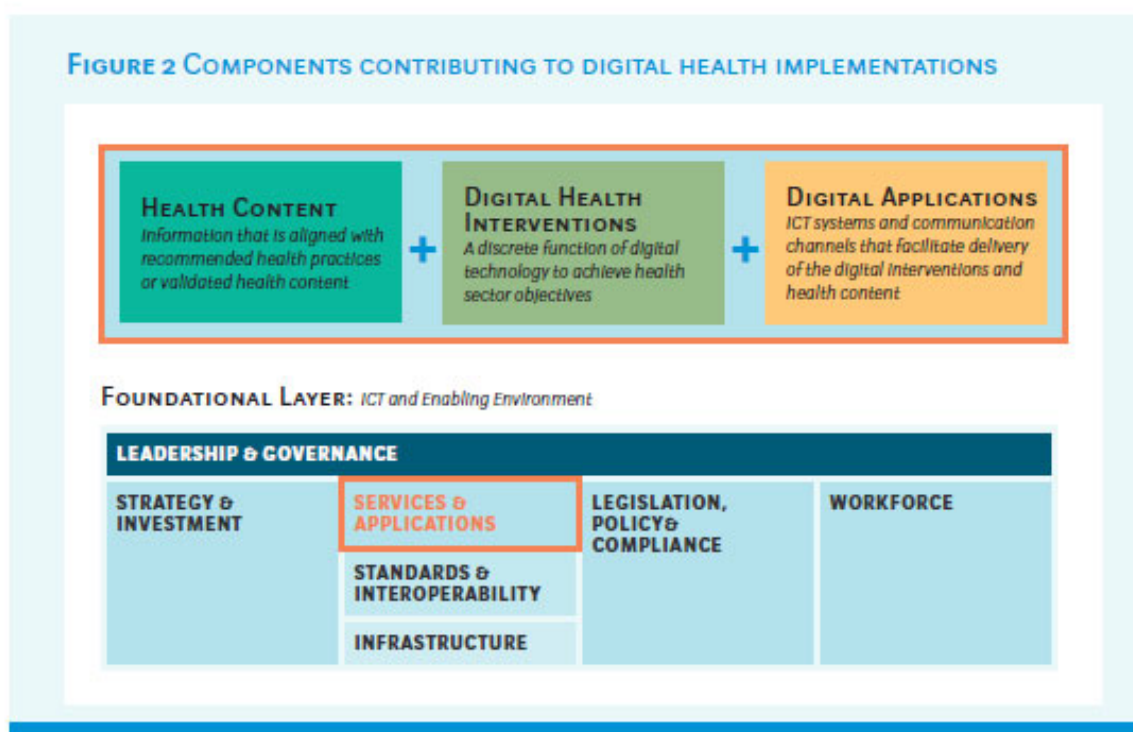 FIGURE 2 COMPONENTS CONTRIBUTING TO DIGITAL HEALTH IMPLEMENTATIONS
HEALTH CONTENT
Information that is aligned with
recommended health practices
or validated health content
+
DIGITAL HEALTH
INTERVENTIONS
A discrete function of digital
technology to achieve health
sector objectives
+
DIGITAL APPLICATIONS
ICT systems and communication
channels that facilitate delivery
of the digital interventions and
health content
FOUNDATIONAL LAYER: ICT and Enabling Environment
LEADERSHIP & GOVERNANCE
STRATEGY &
INVESTMENT
SERVICES &
APPLICATIONS
STANDARDS &
INTEROPERABILITY
INFRASTRUCTURE
LEGISLATION,
POLICY&
COMPLIANCE
WORKFORCE